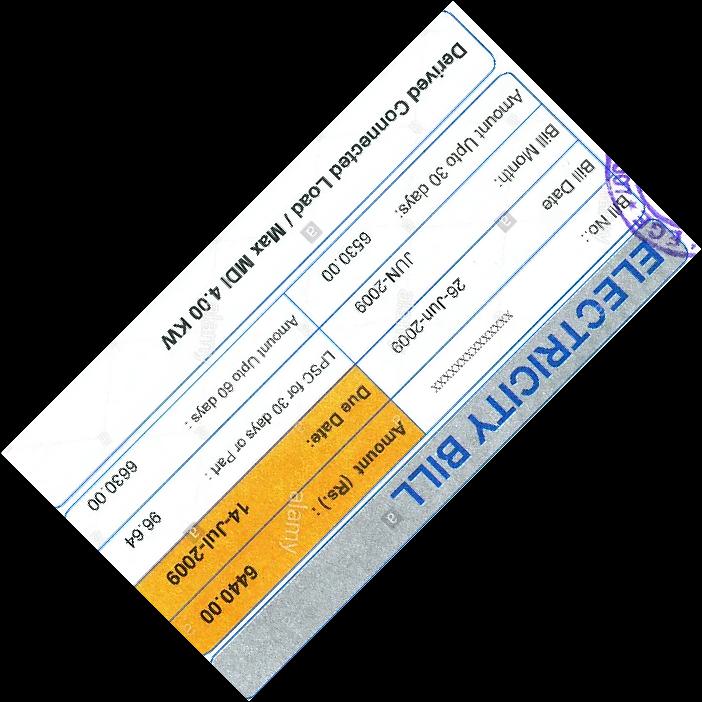 ELECTRICITY BILL
Bill No.: xxxxxxxxxxxxx Amount (Rs.) : 6440.00
Bill Date 26-Jun-2009 Due Date: 14-Jul-2009
Bill Month: JUN-2009 LPSC for 30 days or Part : 96.64
Amount Upto 30 days: 6530.00 Amount Upto 60 days : 6630.00
Derived Connected Load / Max MDI 4.00 KW
alamy